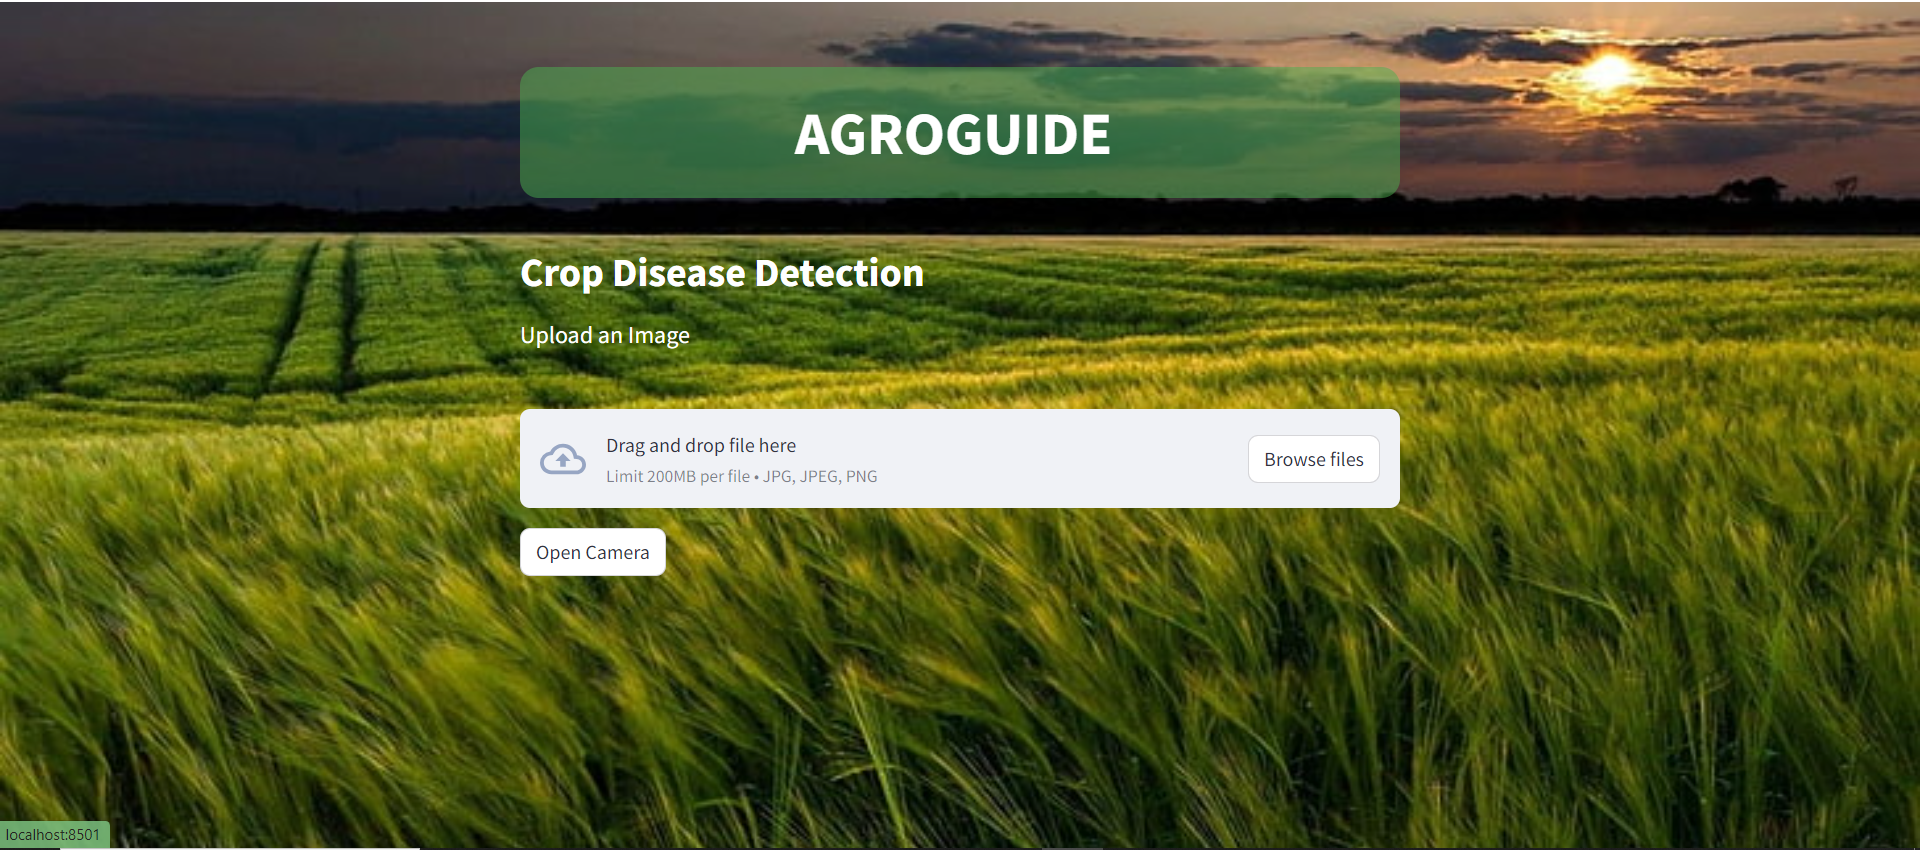 AGROGUIDE
Crop Disease Detection
Upload an Image
Drag and drop file here
Limit 200MB per file • JPG, JPEG, PNG
Browse files
Open Camera
localhost:8501